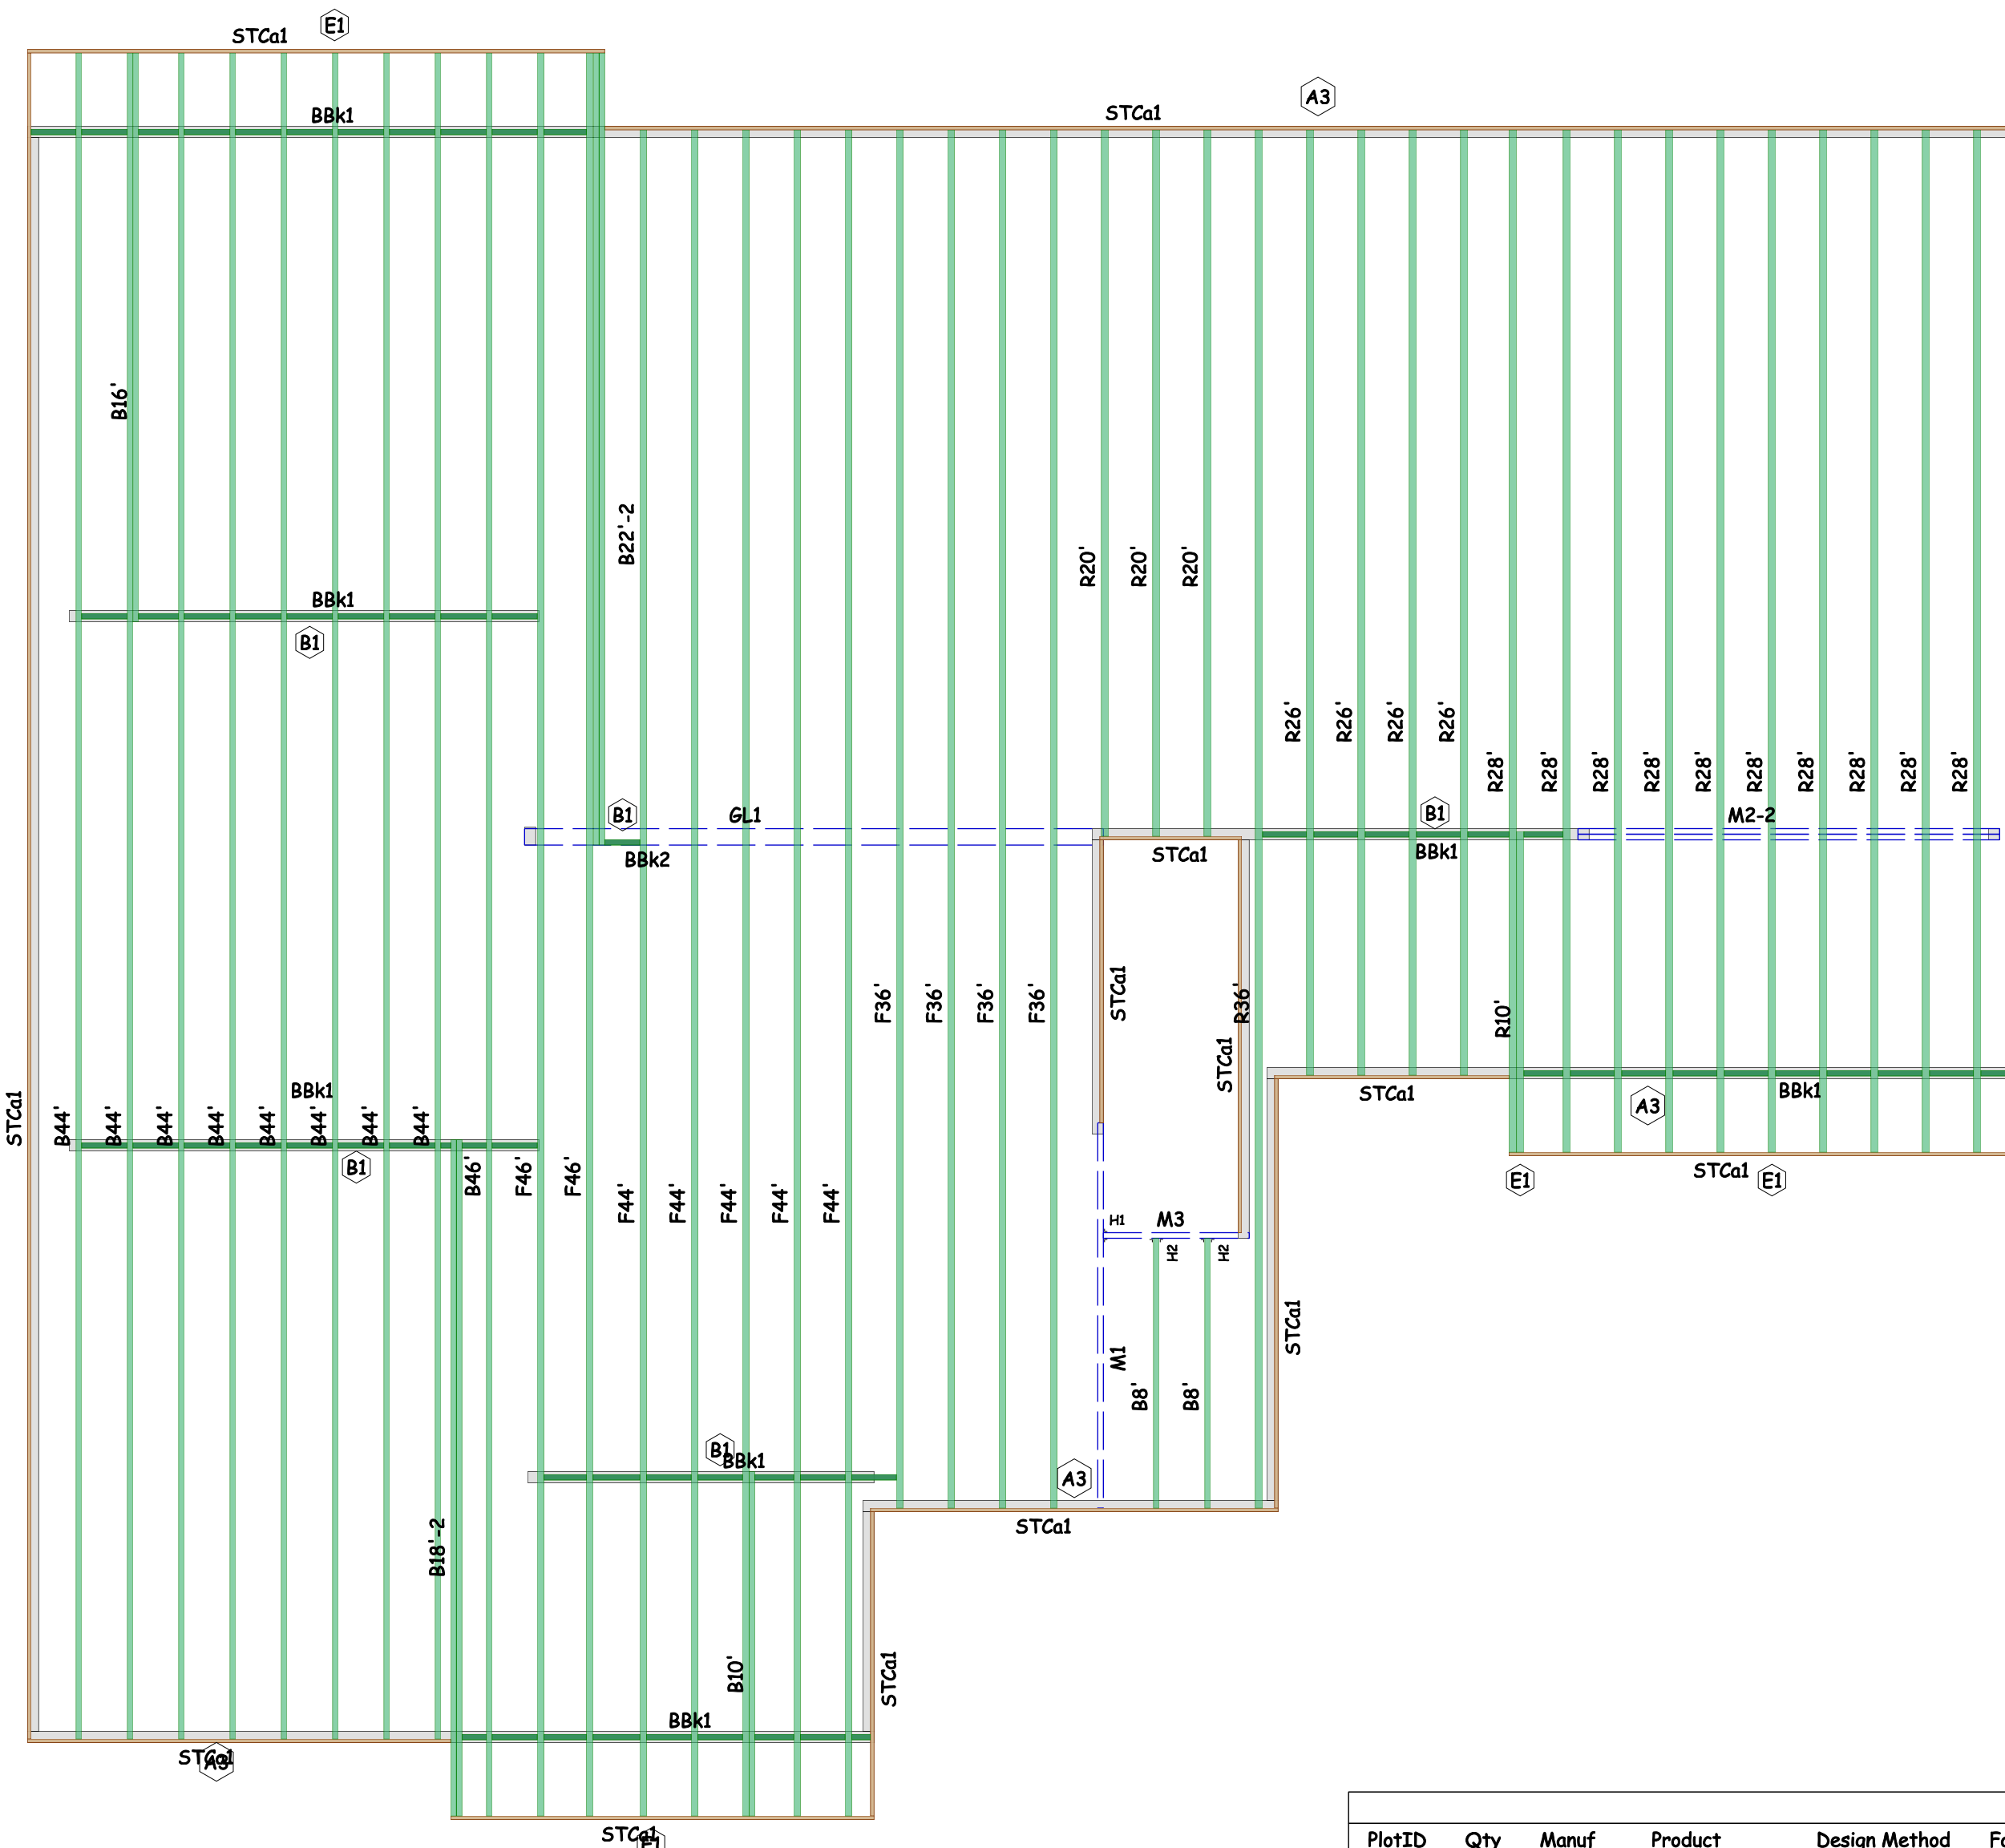 E1
STCa1
A3
BBk1
STCa1
B16'
B22'-2
R20'
R20'
R20'
BBk1
B1
R26'
R26'
R26'
R26'
R28'
R28'
R28'
R28'
R28'
R28'
R28'
R28'
R28'
R28'
B1
GL1
B1
M2-2
BBk2
STCa1
BBk1
F36'
F36'
F36'
F36'
STCa1
R36'
R10'
STCa1
STCa1
BBk1
STCa1
BBk1
A3
B44'
B44'
B44'
B44'
B44'
B44'
B44'
B44'
B1
B46'
F46'
F46'
F44'
F44'
F44'
F44'
F44'
STCa1
E1
E1
H1
M3
H2
H2
STCa1
M1
B8'
B8'
B1
BBk1
A3
STCa1
B18'-2
B10'
STCa1
BBk1
STCa1
A3
STCa1
E1
PlotID Qty Manuf Product Design Method